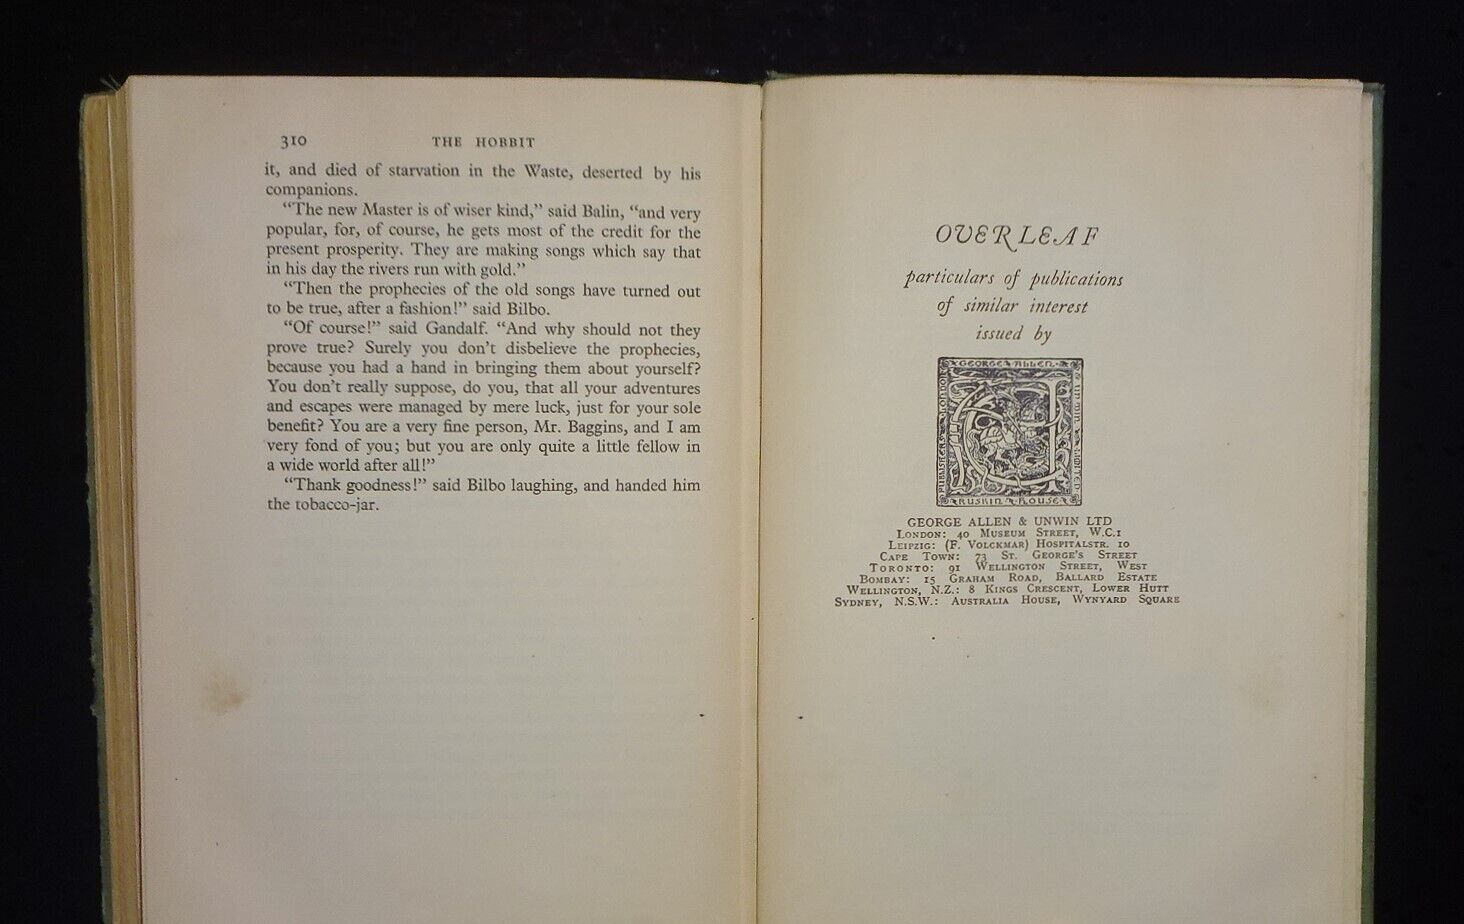 310 THE HOBBIT
it, and died of starvation in the Waste, deserted by his
companions.
“The new Master is of wiser kind,” said Balin, “and very
popular, for, of course, he gets most of the credit for the
present prosperity. They are making songs which say that
in his day the rivers run with gold.”
“Then the prophecies of the old songs have turned out
to be true, after a fashion!” said Bilbo.
“Of course!” said Gandalf. “And why should not they
prove true? Surely you don’t disbelieve the prophecies,
because you had a hand in bringing them about yourself?
You don’t really suppose, do you, that all your adventures
and escapes were managed by mere luck, just for your sole
benefit? You are a very fine person, Mr. Baggins, and I am
very fond of you; but you are only quite a little fellow in
a wide world after all!”
“Thank goodness!” said Bilbo laughing, and handed him
the tobacco-jar.
OVERLEAF
particulars of publications
of similar interest
issued by
GEORGE ALLEN
PUBLISHERS LONDON
UNWIN LIMITED
RUSKIN HOUSE
GEORGE ALLEN & UNWIN LTD
LONDON: 40 MUSEUM STREET, W.C.1
LEIPZIG: (F. VOLCKMAR) HOSPITALSTR. 10
CAPE TOWN: 73 ST. GEORGE’S STREET
TORONTO: 91 WELLINGTON STREET, WEST
BOMBAY: 15 GRAHAM ROAD, BALLARD ESTATE
WELLINGTON, N.Z.: 8 KINGS CRESCENT, LOWER HUTT
SYDNEY, N.S.W.: AUSTRALIA HOUSE, WYNYARD SQUARE